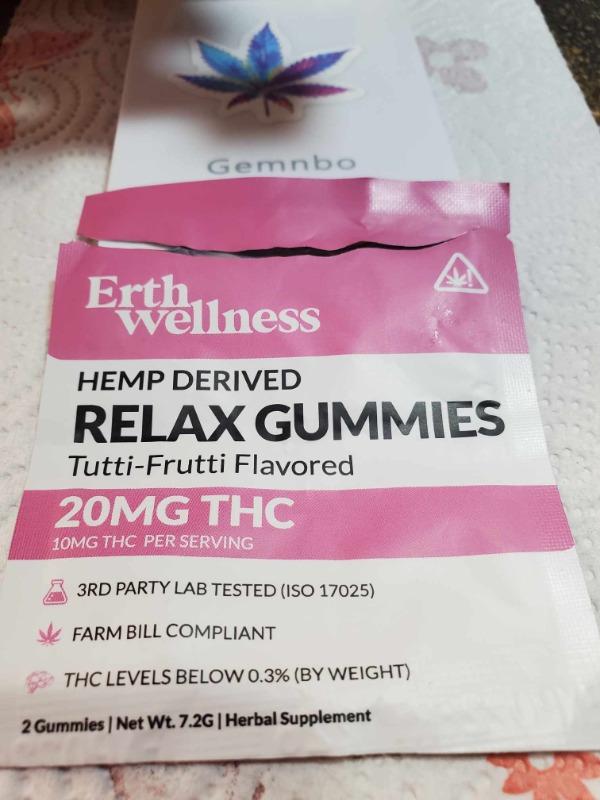 Gemnbo
Erth
wellness
HEMP DERIVED
RELAX GUMMIES
Tutti-Frutti Flavored
20MG THC
10MG THC PER SERVING
3RD PARTY LAB TESTED (ISO 17025)
FARM BILL COMPLIANT
THC LEVELS BELOW 0.3% (BY WEIGHT)
2 Gummies | Net Wt. 7.2G | Herbal Supplement